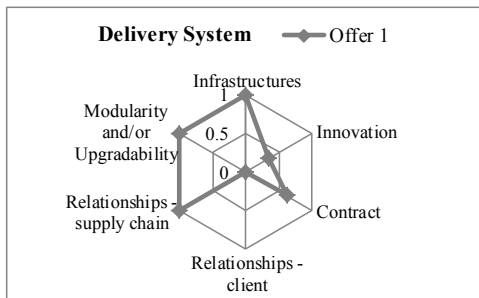 Delivery System
Offer 1
Infrastructures
1
Modularity
and/or
Upgradability
0.5
Innovation
0
Relationships -
supply chain
Contract
Relationships -
client